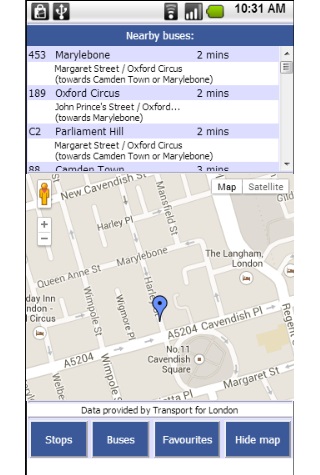 10:31 AM
Nearby buses:
453 Marylebone 2 mins
Margaret Street / Oxford Circus
(towards Camden Town or Marylebone)
189 Oxford Circus 2 mins
John Prince's Street / Oxford...
(towards Marylebone)
C2 Parliament Hill 2 mins
Margaret Street / Oxford Circus
(towards Camden Town or Marylebone)
88 Camden Town 3 mins
Map Satellite
New Cavendish St
Mansfield St
Harley Pl
Marylebone
Queen Anne St
Harley
The Langham,
London
Wimpole St
Wigmore Pl
day Inn
ndon -
d Circus
A5204 Cavendish Pl
A5204
No.11
Cavendish
Square
Wimpole St
Welbe
Margaret St
Regent
Data provided by Transport for London
Stops Buses Favourites Hide map